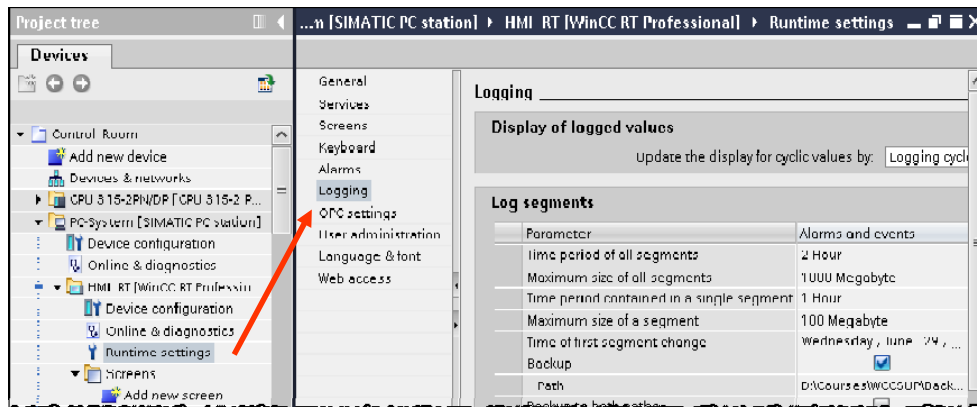 Project tree
Devices
Control Room
Add new device
Devices & networks
CPU 315-2PN/DP [CPU 315-2 P...
PC-System [SIMATIC PC station]
Device configuration
Online & diagnostics
HMI_RT [WinCC RT Profession
Device configuration
Online & diagnostics
Runtime settings
Screens
Add new screen
...n [SIMATIC PC station] HMI_RT [WinCC RT Professional] Runtime settings
General
Services
Screens
Keyboard
Alarms
Logging
OPC settings
User administration
Language & font
Web access
Logging
Display of logged values
Update the display for cyclic values by: Logging cycl
Log segments
Parameter Alarms and events
Time period of all segments 2 Hour
Maximum size of all segments 1000 Megabyte
Time period contained in a single segment 1 Hour
Maximum size of a segment 100 Megabyte
Time of first segment change Wednesday, June 29, ...
Backup
Path D:\Courses\WCCSUP\Back...